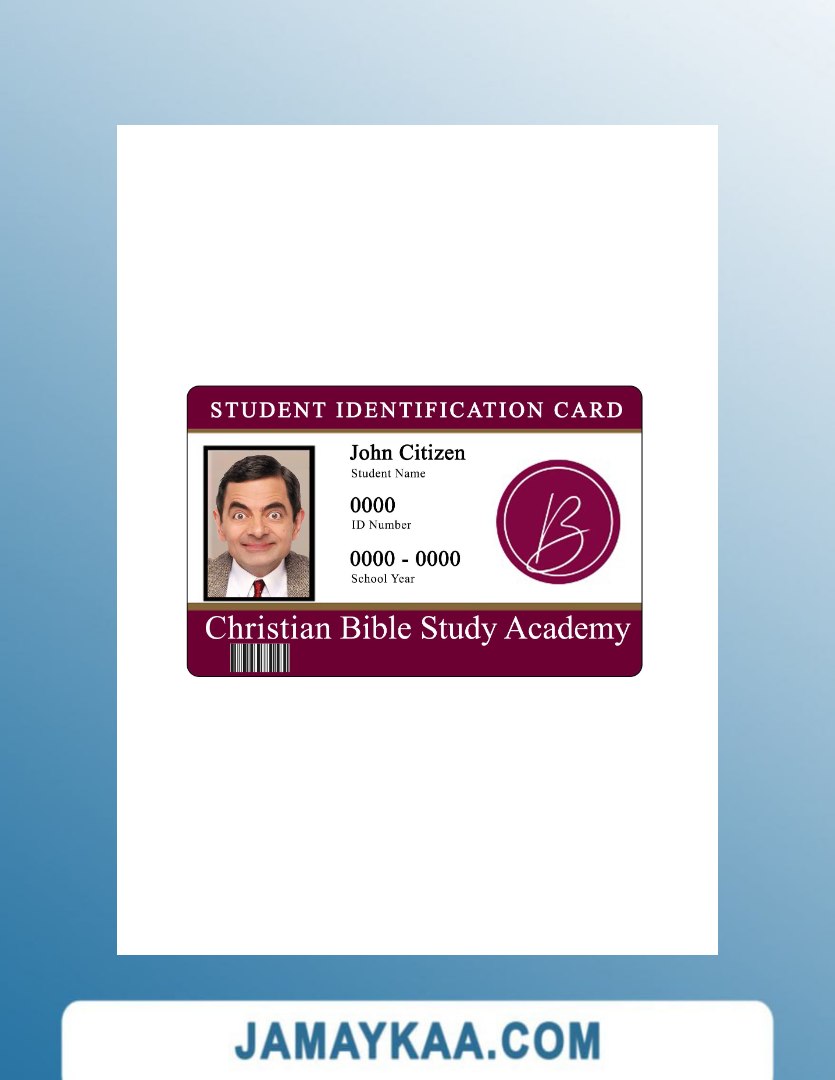 STUDENT IDENTIFICATION CARD
John Citizen
Student Name
0000
ID Number
0000 - 0000
School Year
B
Christian Bible Study Academy
JAMAYKAA.COM